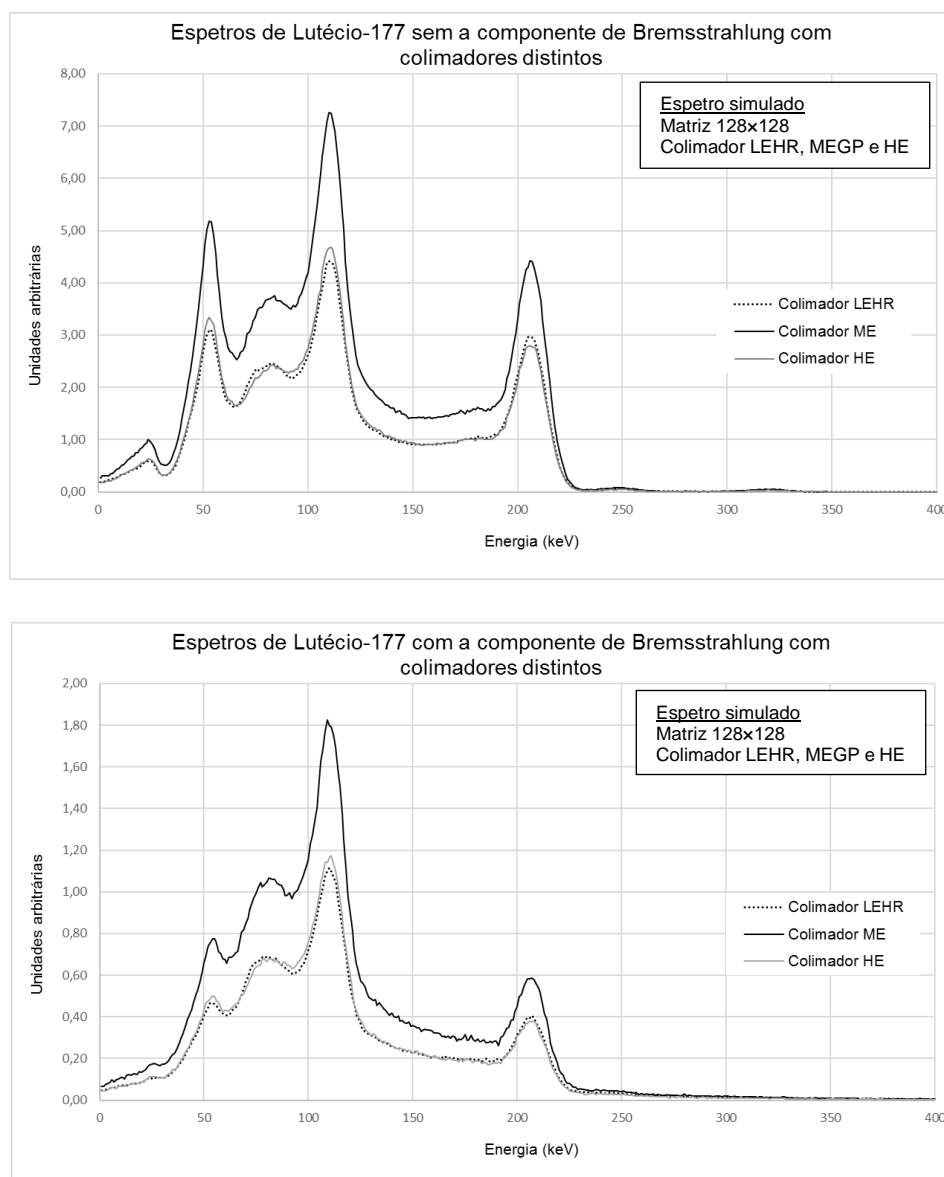 Espetros de Lutécio-177 sem a componente de Bremsstrahlung com
colimadores distintos
8,00
7,00
6,00
5,00
4,00
3,00
2,00
1,00
0,00
Unidades arbitrárias
Espetro simulado
Matriz 128×128
Colimador LEHR, MEGP e HE
Colimador LEHR
Colimador ME
Colimador HE
0 50 100 150 200 250 300 350 400
Energia (keV)
Espetros de Lutécio-177 com a componente de Bremsstrahlung com
colimadores distintos
2,00
1,80
1,60
1,40
1,20
1,00
0,80
0,60
0,40
0,20
0,00
Unidades arbitrárias
Espetro simulado
Matriz 128×128
Colimador LEHR, MEGP e HE
Colimador LEHR
Colimador ME
Colimador HE
0 50 100 150 200 250 300 350 400
Energia (keV)